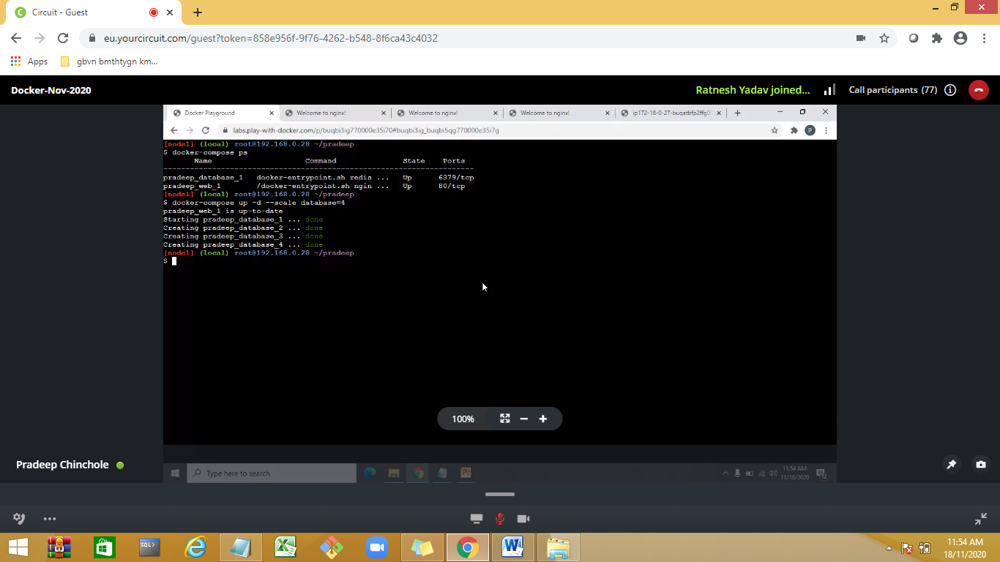 Circuit - Guest
eu.yourcircuit.com/guest?token=858e956f-9f76-4262-b548-8f6ca43c4032
Apps gbvn bmthtygn km...
Docker-Nov-2020 Ratnesh Yadav joined... Call participants (77)
Docker Playground Welcome to nginx! Welcome to nginx! Welcome to nginx! ip172-18-0-27-buqatbfp2ffg0
labs.play-with-docker.com/p/buqbi3ig770000e35i70#buqbi3ig_buqbi5qg770000e35i7g P
[node1] (local) root@192.168.0.28 ~/pradeep
$ docker-compose ps
Name Command State Ports
--------------------------------------------------------------------------------
pradeep_database_1 docker-entrypoint.sh redis ... Up 6379/tcp
pradeep_web_1 /docker-entrypoint.sh ngin ... Up 80/tcp
[node1] (local) root@192.168.0.28 ~/pradeep
$ docker-compose up -d --scale database=4
pradeep_web_1 is up-to-date
Starting pradeep_database_1 ... done
Creating pradeep_database_2 ... done
Creating pradeep_database_3 ... done
Creating pradeep_database_4 ... done
[node1] (local) root@192.168.0.28 ~/pradeep
$
100%
Pradeep Chinchole
Type here to search
11:54 AM
11/18/2020
SQL>
11:54 AM
18/11/2020